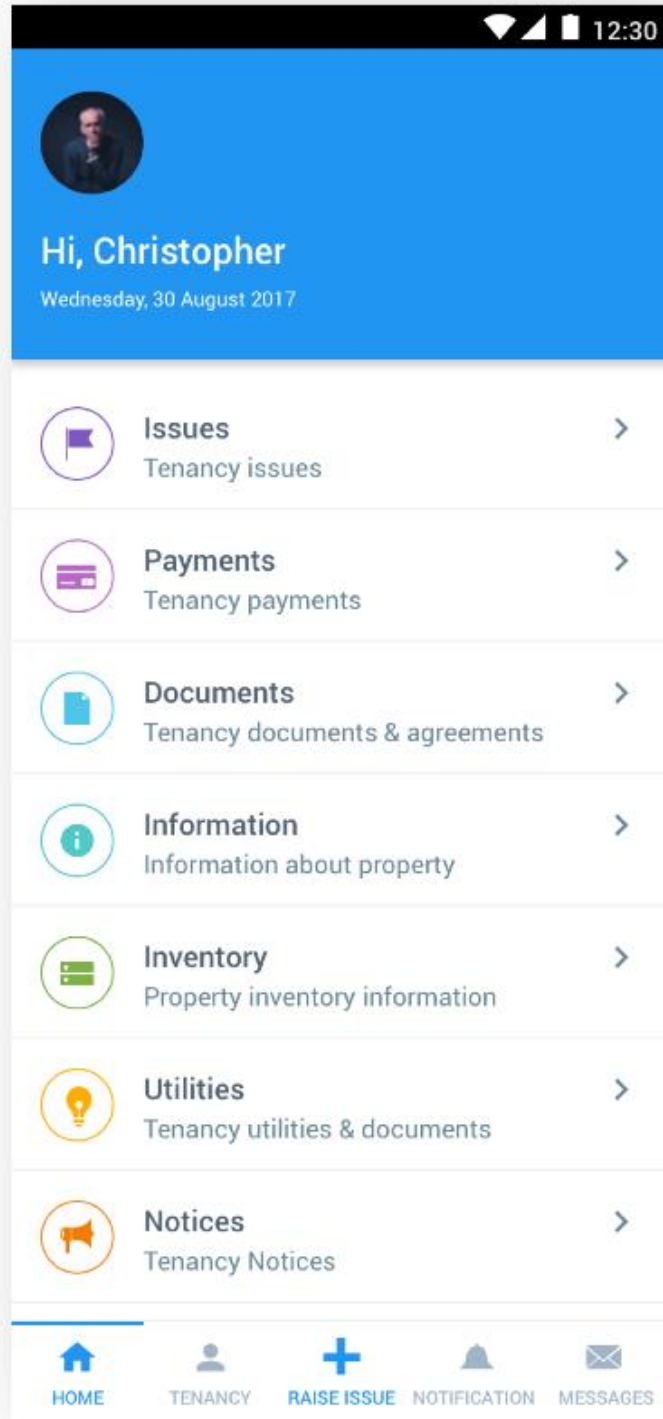 12:30
Hi, Christopher
Wednesday, 30 August 2017
Issues
Tenancy issues
Payments
Tenancy payments
Documents
Tenancy documents & agreements
Information
Information about property
Inventory
Property inventory information
Utilities
Tenancy utilities & documents
Notices
Tenancy Notices
HOME TENANCY RAISE ISSUE NOTIFICATION MESSAGES